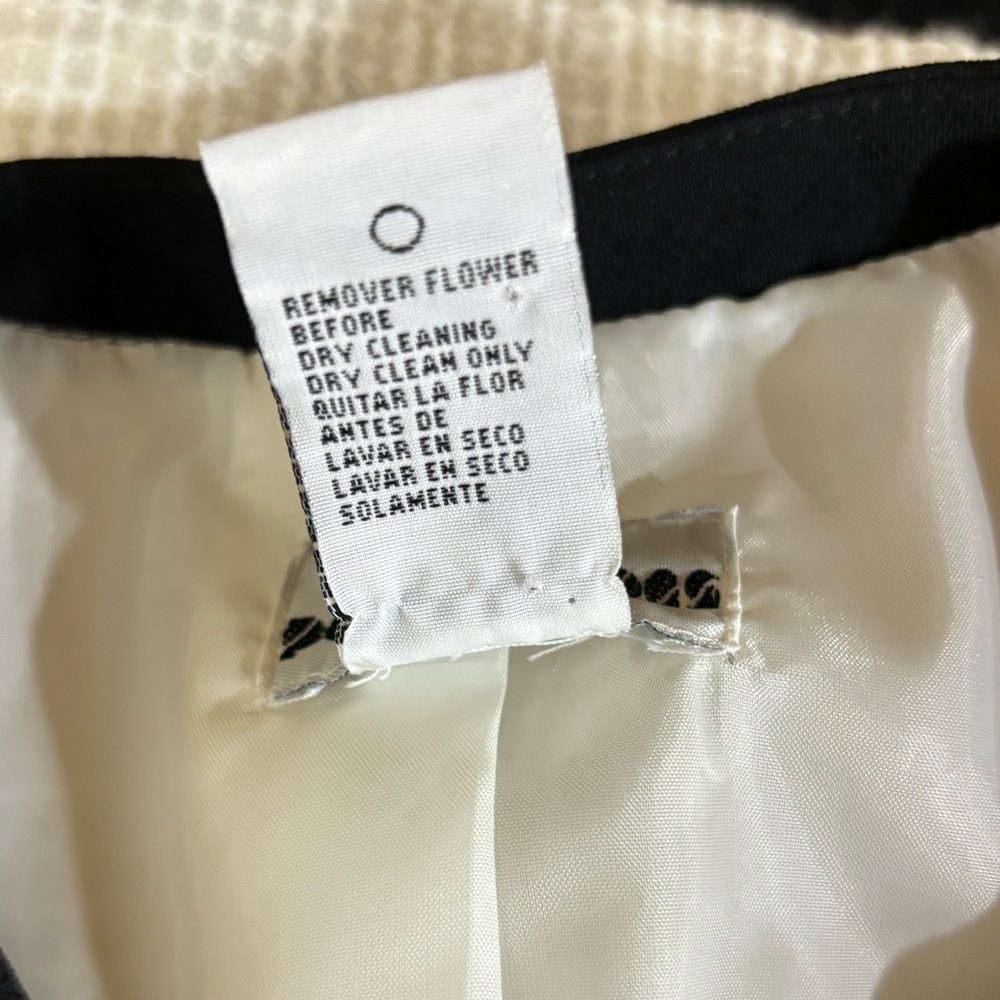 REMOVER FLOWER
BEFORE
DRY CLEANING
DRY CLEAN ONLY
QUITAR LA FLOR
ANTES DE
LAVAR EN SECO
LAVAR EN SECO
SOLAMENTE